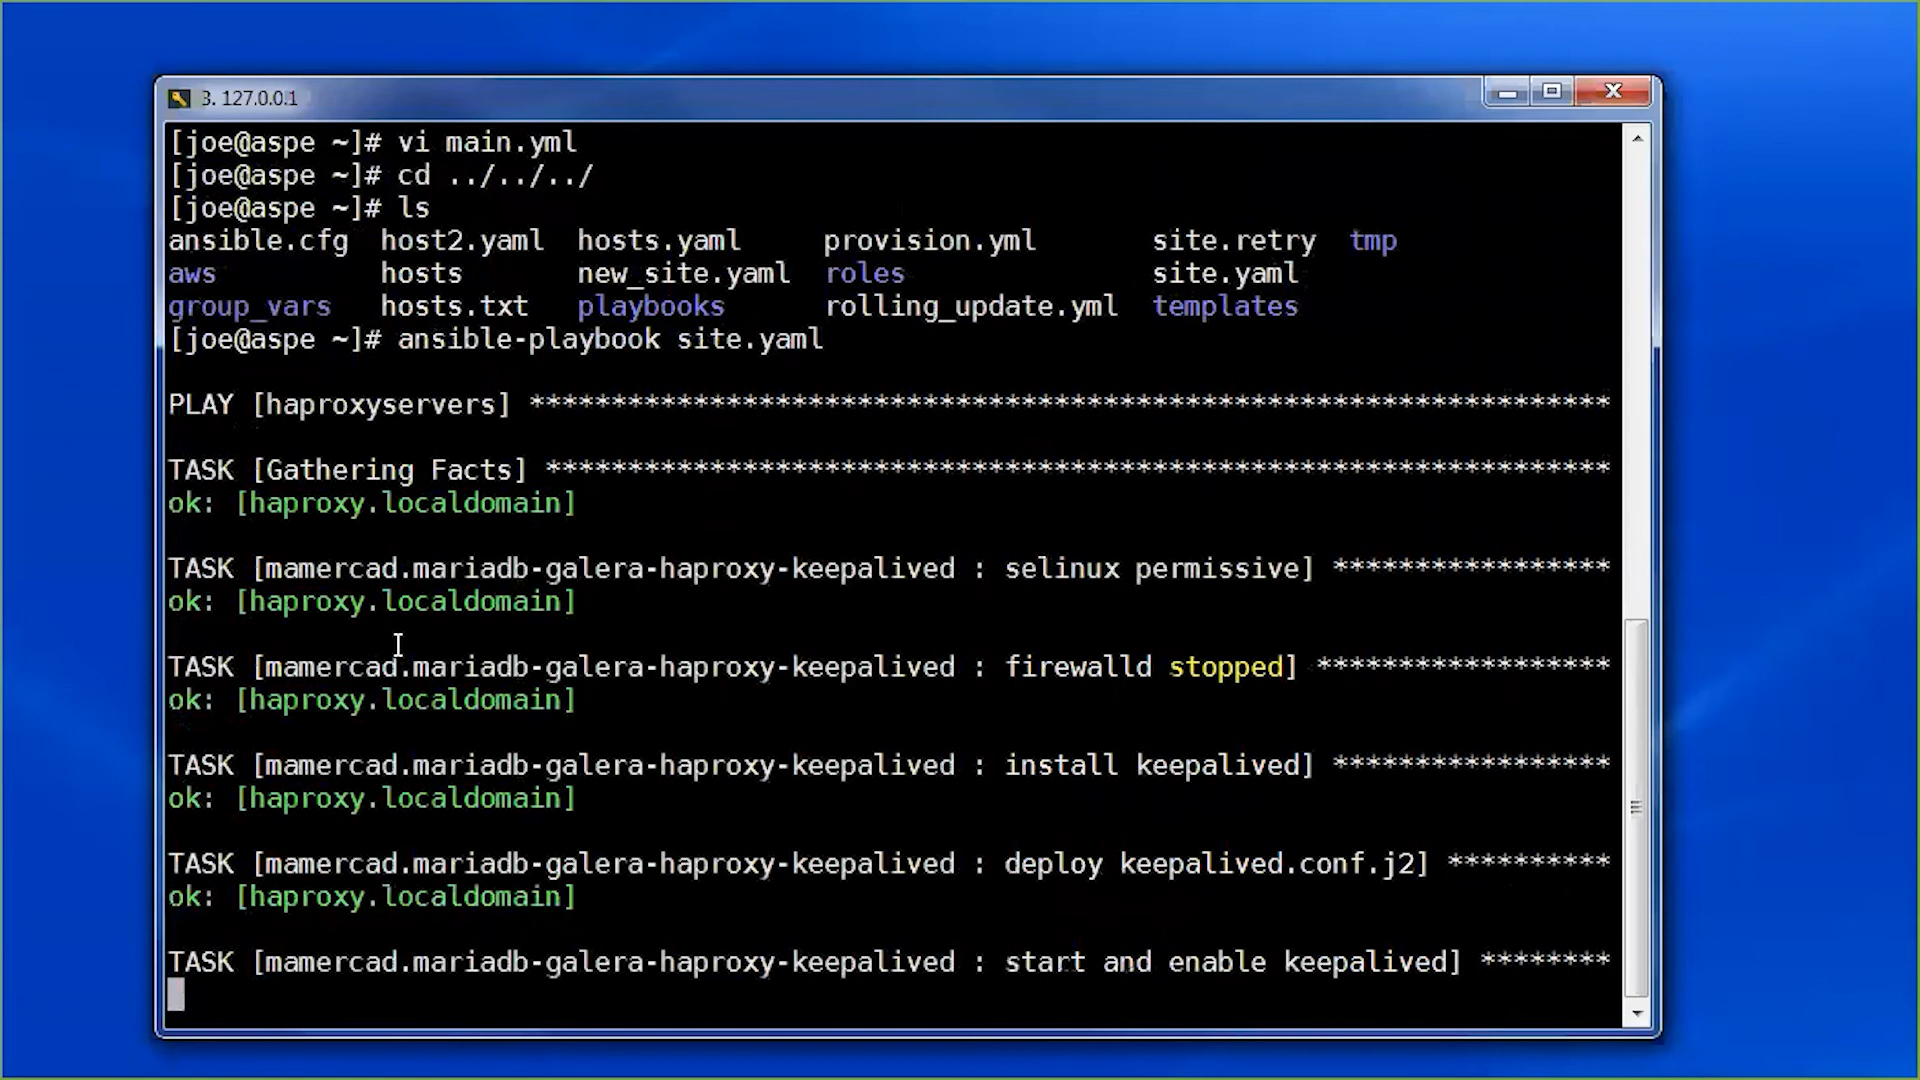 3. 127.0.0.1
[joe@aspe ~]# vi main.yml
[joe@aspe ~]# cd ../../../
[joe@aspe ~]# ls
ansible.cfg host2.yaml hosts.yaml provision.yml site.retry tmp
aws hosts new_site.yaml roles site.yaml
group_vars hosts.txt playbooks rolling_update.yml templates
[joe@aspe ~]# ansible-playbook site.yaml
PLAY [haproxyservers] ******************************************************************
TASK [Gathering Facts] *****************************************************************
ok: [haproxy.localdomain]
TASK [mamercad.mariadb-galera-haproxy-keepalived : selinux permissive] *****************
ok: [haproxy.localdomain]
TASK [mamercad.mariadb-galera-haproxy-keepalived : firewalld stopped] ******************
ok: [haproxy.localdomain]
TASK [mamercad.mariadb-galera-haproxy-keepalived : install keepalived] *****************
ok: [haproxy.localdomain]
TASK [mamercad.mariadb-galera-haproxy-keepalived : deploy keepalived.conf.j2] **********
ok: [haproxy.localdomain]
TASK [mamercad.mariadb-galera-haproxy-keepalived : start and enable keepalived] ********